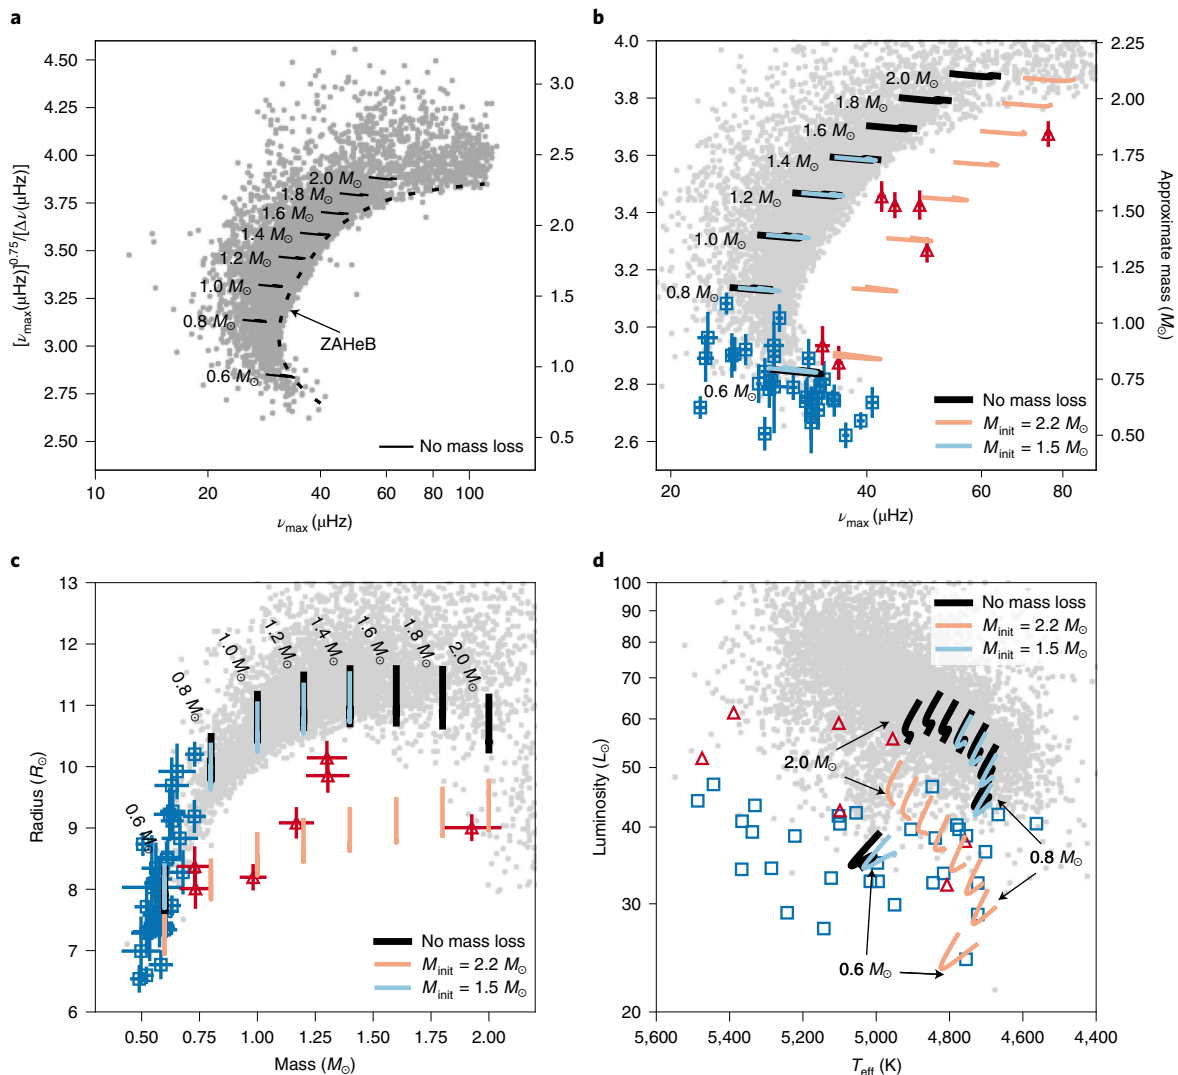 a
4.50
4.25
4.00
3.75
3.50
3.25
3.00
2.75
2.50
[ν_max (μHz)]^0.75/[Δν(μHz)]
3.0
2.5
2.0
1.5
1.0
0.5
2.0 M⊙
1.8 M⊙
1.6 M⊙
1.4 M⊙
1.2 M⊙
1.0 M⊙
0.8 M⊙
0.6 M⊙
ZAHeB
No mass loss
10 20 40 60 80 100
ν_max (μHz)
b
4.0
3.8
3.6
3.4
3.2
3.0
2.8
2.6
2.25
2.00
1.75
1.50
1.25
1.00
0.75
0.50
Approximate mass (M⊙)
2.0 M⊙
1.8 M⊙
1.6 M⊙
1.4 M⊙
1.2 M⊙
1.0 M⊙
0.8 M⊙
0.6 M⊙
No mass loss
M_init = 2.2 M⊙
M_init = 1.5 M⊙
20 40 60 80
ν_max (μHz)
c
13
12
11
10
9
8
7
6
Radius (R⊙)
0.6 M⊙
0.8 M⊙
1.0 M⊙
1.2 M⊙
1.4 M⊙
1.6 M⊙
1.8 M⊙
2.0 M⊙
No mass loss
M_init = 2.2 M⊙
M_init = 1.5 M⊙
0.50 0.75 1.00 1.25 1.50 1.75 2.00
Mass (M⊙)
d
100
90
80
70
60
50
40
30
20
Luminosity (L⊙)
No mass loss
M_init = 2.2 M⊙
M_init = 1.5 M⊙
2.0 M⊙
0.8 M⊙
0.6 M⊙
5,600 5,400 5,200 5,000 4,800 4,600 4,400
T_eff (K)